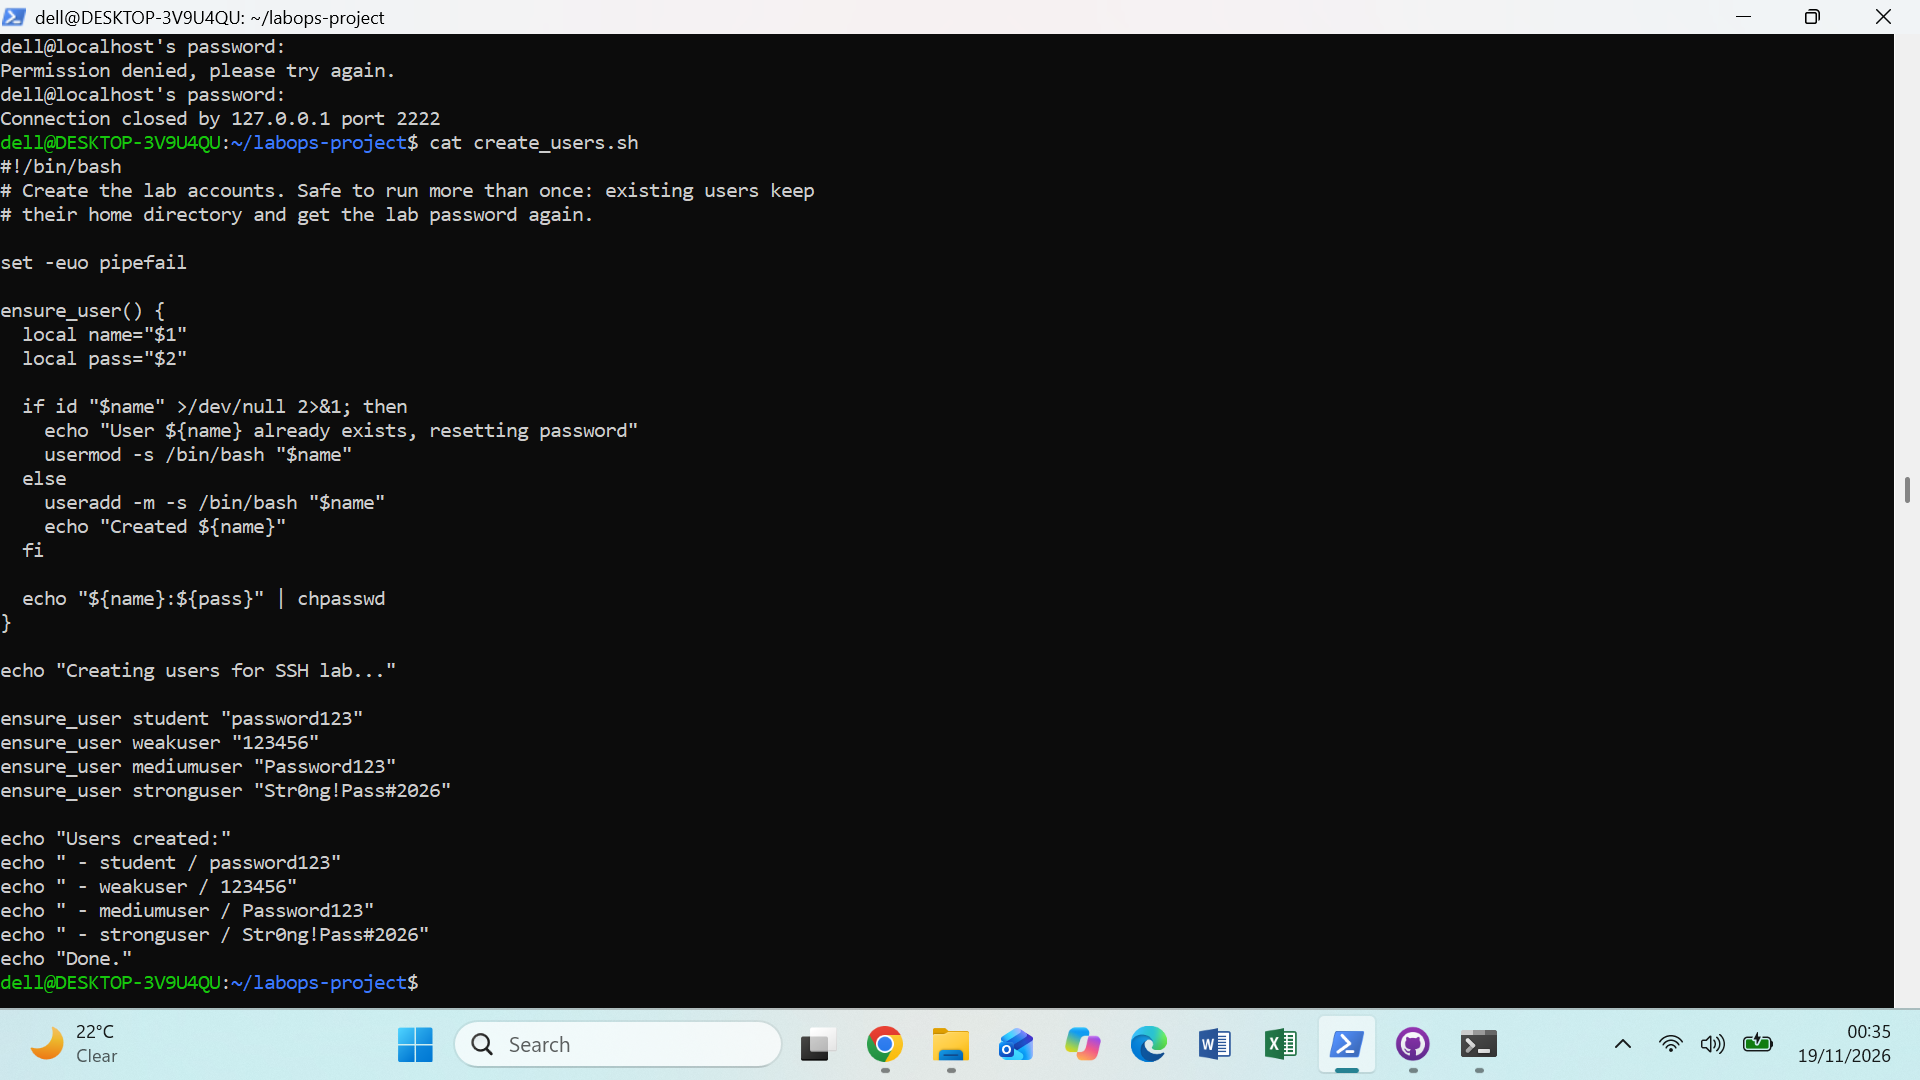 dell@DESKTOP-3V9U4QU: ~/labops-project
dell@localhost's password:
Permission denied, please try again.
dell@localhost's password:
Connection closed by 127.0.0.1 port 2222
dell@DESKTOP-3V9U4QU:~/labops-project$ cat create_users.sh
#!/bin/bash
# Create the lab accounts. Safe to run more than once: existing users keep
# their home directory and get the lab password again.

set -euo pipefail

ensure_user() {
  local name="$1"
  local pass="$2"

  if id "$name" >/dev/null 2>&1; then
    echo "User ${name} already exists, resetting password"
    usermod -s /bin/bash "$name"
  else
    useradd -m -s /bin/bash "$name"
    echo "Created ${name}"
  fi

  echo "${name}:${pass}" | chpasswd
}

echo "Creating users for SSH lab..."

ensure_user student "password123"
ensure_user weakuser "123456"
ensure_user mediumuser "Password123"
ensure_user stronguser "Str0ng!Pass#2026"

echo "Users created:"
echo " - student / password123"
echo " - weakuser / 123456"
echo " - mediumuser / Password123"
echo " - stronguser / Str0ng!Pass#2026"
echo "Done."
dell@DESKTOP-3V9U4QU:~/labops-project$
22°C
Clear
Search
00:35
19/11/2026